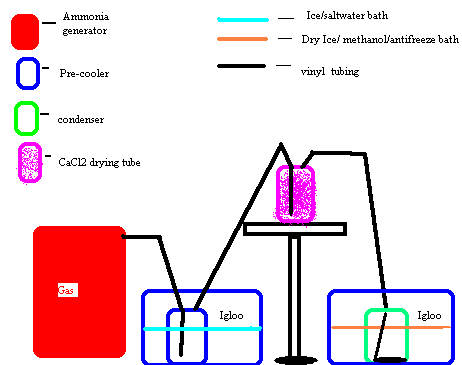 Ammonia
generator
Pre-cooler
condenser
CaCl2 drying tube
Ice/saltwater bath
Dry Ice/ methanol/antifreeze bath
vinyl tubing
Gas
Igloo
Igloo